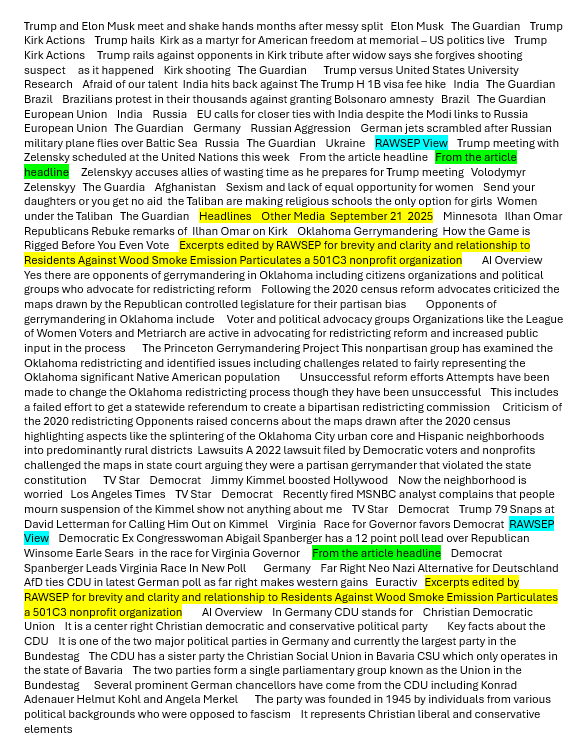 Trump and Elon Musk meet and shake hands months after messy split Elon Musk The Guardian Trump
Kirk Actions Trump hails Kirk as a martyr for American freedom at memorial – US politics live Trump
Kirk Actions Trump rails against opponents in Kirk tribute after widow says she forgives shooting
suspect as it happened Kirk shooting The Guardian Trump versus United States University
Research Afraid of our talent India hits back against The Trump H 1B visa fee hike India The Guardian
Brazil Brazilians protest in their thousands against granting Bolsonaro amnesty Brazil The Guardian
European Union India Russia EU calls for closer ties with India despite the Modi links to Russia
European Union The Guardian Germany Russian Aggression German jets scrambled after Russian
military plane flies over Baltic Sea Russia The Guardian Ukraine RAWSEP View Trump meeting with
Zelensky scheduled at the United Nations this week From the article headline From the article
headline Zelenskyy accuses allies of wasting time as he prepares for Trump meeting Volodymyr
Zelenskyy The Guardia Afghanistan Sexism and lack of equal opportunity for women Send your
daughters or you get no aid the Taliban are making religious schools the only option for girls Women
under the Taliban The Guardian Headlines Other Media September 21 2025 Minnesota Ilhan Omar
Republicans Rebuke remarks of Ilhan Omar on Kirk Oklahoma Gerrymandering How the Game is
Rigged Before You Even Vote Excerpts edited by RAWSEP for brevity and clarity and relationship to
Residents Against Wood Smoke Emission Particulates a 501C3 nonprofit organization AI Overview
Yes there are opponents of gerrymandering in Oklahoma including citizens organizations and political
groups who advocate for redistricting reform Following the 2020 census reform advocates criticized the
maps drawn by the Republican controlled legislature for their partisan bias Opponents of
gerrymandering in Oklahoma include Voter and political advocacy groups Organizations like the League
of Women Voters and Metriarch are active in advocating for redistricting reform and increased public
input in the process The Princeton Gerrymandering Project This nonpartisan group has examined the
Oklahoma redistricting and identified issues including challenges related to fairly representing the
Oklahoma significant Native American population Unsuccessful reform efforts Attempts have been
made to change the Oklahoma redistricting process though they have been unsuccessful This includes
a failed effort to get a statewide referendum to create a bipartisan redistricting commission Criticism of
the 2020 redistricting Opponents raised concerns about the maps drawn after the 2020 census
highlighting aspects like the splintering of the Oklahoma City urban core and Hispanic neighborhoods
into predominantly rural districts Lawsuits A 2022 lawsuit filed by Democratic voters and nonprofits
challenged the maps in state court arguing they were a partisan gerrymander that violated the state
constitution TV Star Democrat Jimmy Kimmel boosted Hollywood Now the neighborhood is
worried Los Angeles Times TV Star Democrat Recently fired MSNBC analyst complains that people
mourn suspension of the Kimmel show not anything about me TV Star Democrat Trump 79 Snaps at
David Letterman for Calling Him Out on Kimmel Virginia Race for Governor favors Democrat RAWSEP
View Democratic Ex Congresswoman Abigail Spanberger has a 12 point poll lead over Republican
Winsome Earle Sears in the race for Virginia Governor From the article headline Democrat
Spanberger Leads Virginia Race In New Poll Germany Far Right Neo Nazi Alternative for Deutschland
AfD ties CDU in latest German poll as far right makes western gains Euractiv Excerpts edited by
RAWSEP for brevity and clarity and relationship to Residents Against Wood Smoke Emission Particulates
a 501C3 nonprofit organization AI Overview In Germany CDU stands for Christian Democratic
Union It is a center right Christian democratic and conservative political party Key facts about the
CDU It is one of the two major political parties in Germany and currently the largest party in the
Bundestag The CDU has a sister party the Christian Social Union in Bavaria CSU which only operates in
the state of Bavaria The two parties form a single parliamentary group known as the Union in the
Bundestag Several prominent German chancellors have come from the CDU including Konrad
Adenauer Helmut Kohl and Angela Merkel The party was founded in 1945 by individuals from various
political backgrounds who were opposed to fascism It represents Christian liberal and conservative
elements